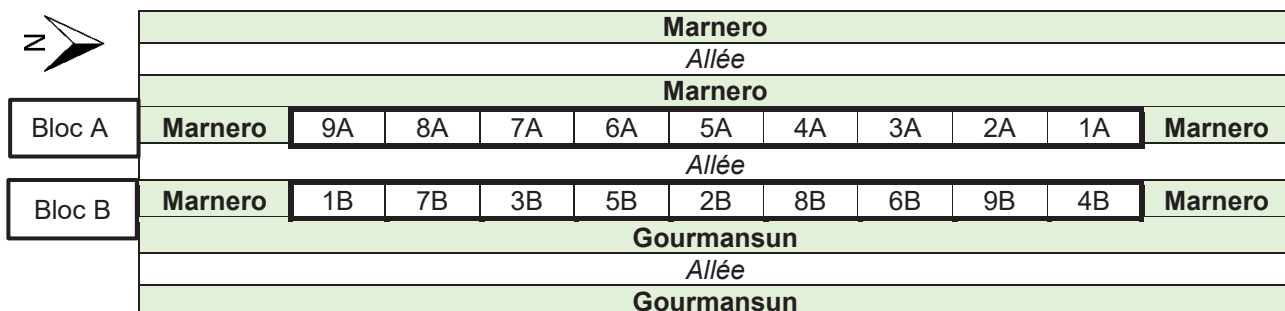 Marnero
N
Allée
Marnero
Bloc A Marnero 9A 8A 7A 6A 5A 4A 3A 2A 1A Marnero
Allée
Bloc B Marnero 1B 7B 3B 5B 2B 8B 6B 9B 4B Marnero
Gourmansun
Allée
Gourmansun